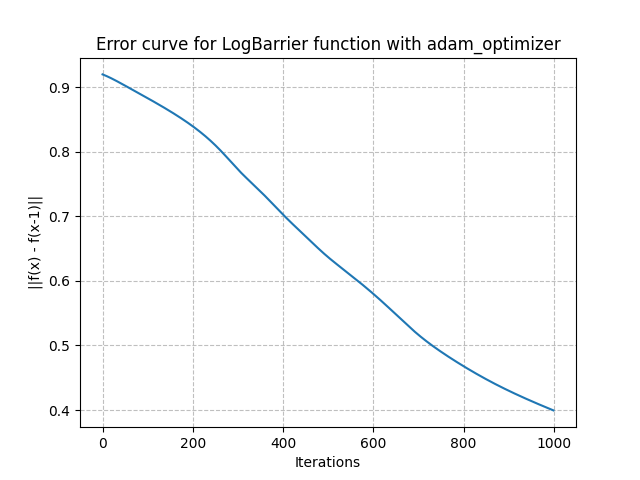 Error curve for LogBarrier function with adam_optimizer
||f(x) - f(x-1)||
0.9
0.8
0.7
0.6
0.5
0.4
0 200 400 600 800 1000
Iterations